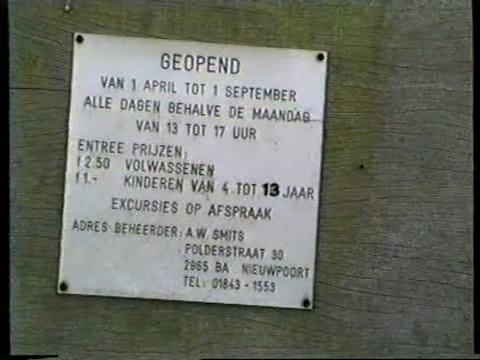 GEOPEND
VAN 1 APRIL TOT 1 SEPTEMBER
ALLE DAGEN BEHALVE DE MAANDAG
VAN 13 TOT 17 UUR
ENTREE PRIJZEN:
f 2.50 VOLWASSENEN
f 1.- KINDEREN VAN 4 TOT 13 JAAR
EXCURSIES OP AFSPRAAK
ADRES BEHEERDER: A.W. SMITS
POLDERSTRAAT 30
2965 BA NIEUWPOORT
TEL: 01843 - 1553